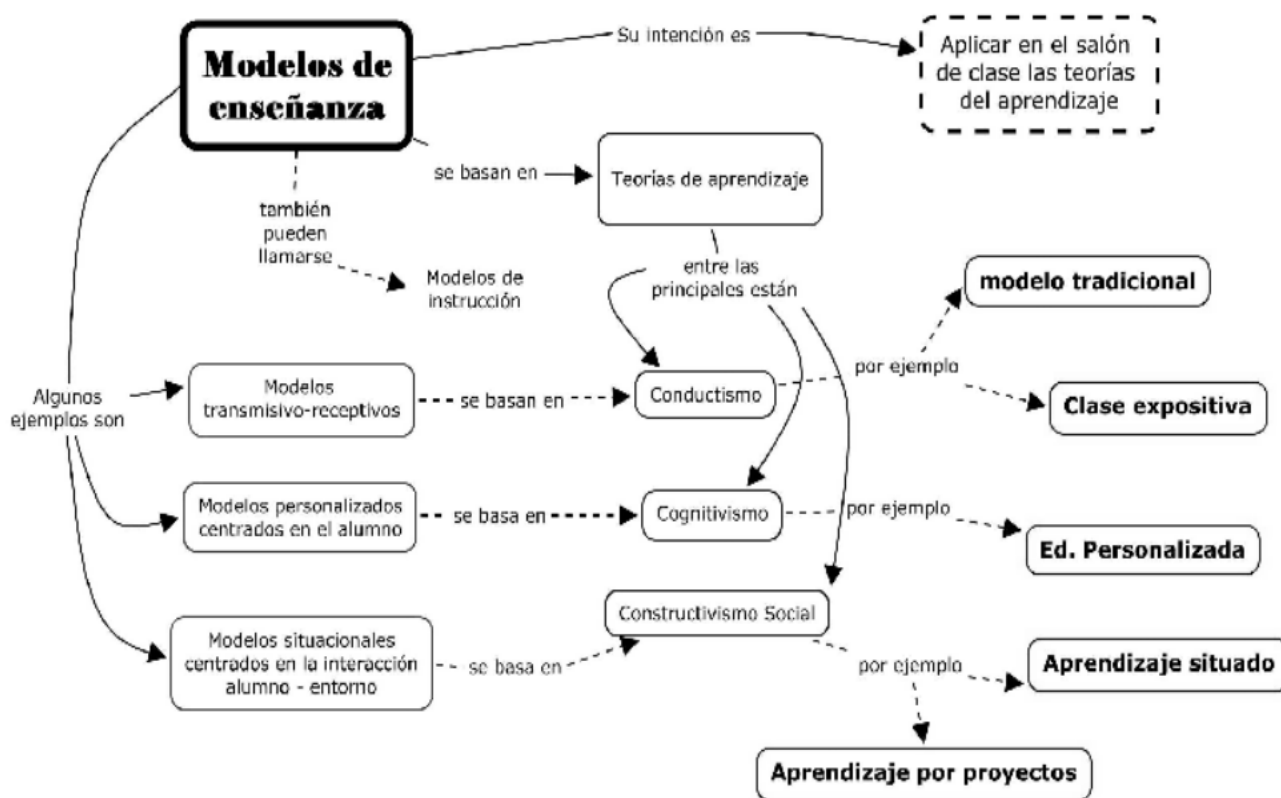 Modelos de
enseñanza
Su intención es
Aplicar en el salón
de clase las teorías
del aprendizaje
se basan en
Teorías de aprendizaje
también
pueden
llamarse
Modelos de
instrucción
entre las
principales están
modelo tradicional
por ejemplo
Clase expositiva
Algunos
ejemplos son
Modelos
transmisivo-receptivos
se basan en
Conductismo
Modelos personalizados
centrados en el alumno
se basa en
Cognitivismo
por ejemplo
Ed. Personalizada
Modelos situacionales
centrados en la interacción
alumno - entorno
se basa en
Constructivismo Social
por ejemplo
Aprendizaje situado
Aprendizaje por proyectos